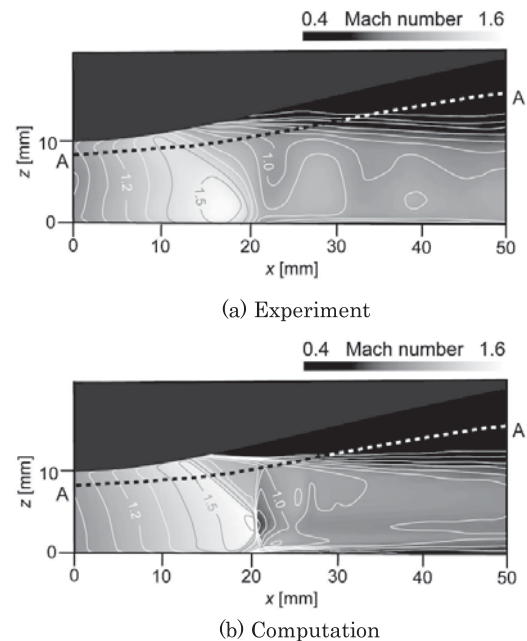 0.4 Mach number 1.6
A
A
10
0
z [mm]
1.2
1.5
1.0
0 10 20 30 40 50
x [mm]
(a) Experiment
0.4 Mach number 1.6
A
A
10
0
z [mm]
1.2
1.5
1.0
0 10 20 30 40 50
x [mm]
(b) Computation